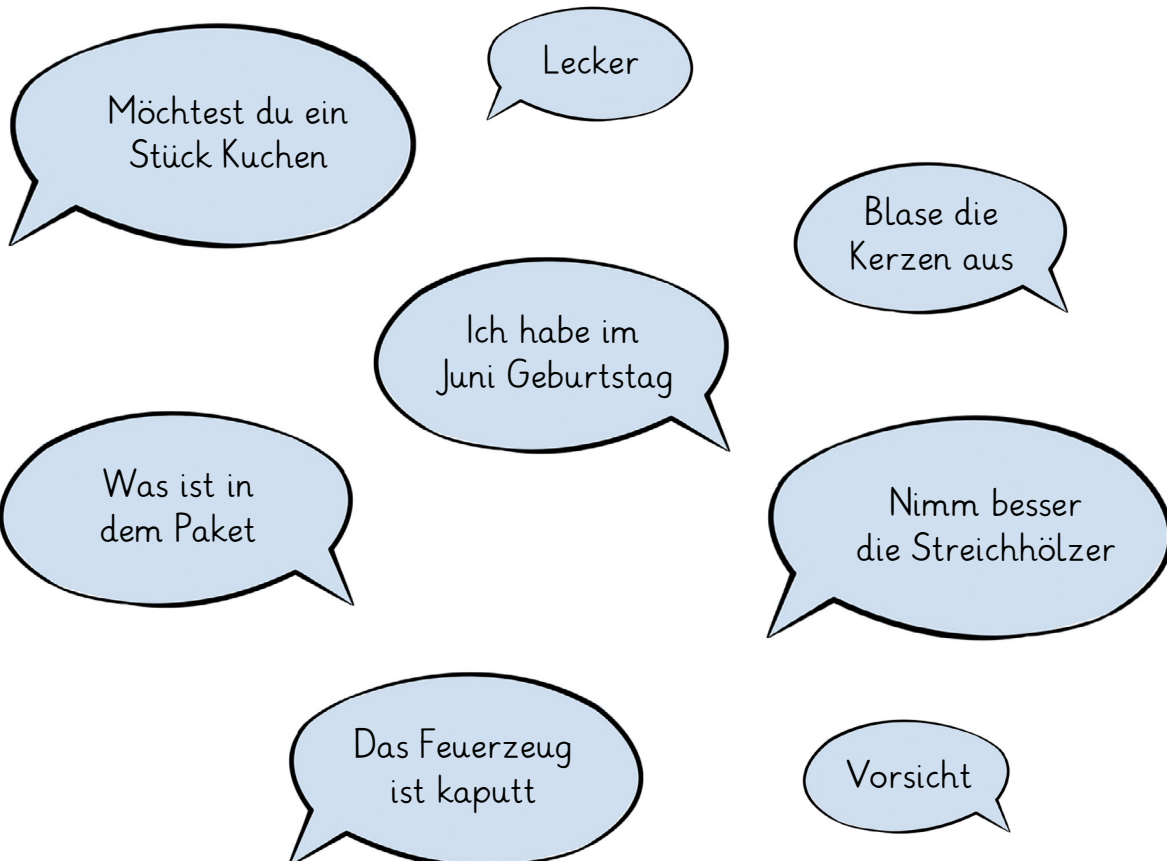 Lecker
Möchtest du ein
Stück Kuchen
Blase die
Kerzen aus
Ich habe im
Juni Geburtstag
Was ist in
dem Paket
Nimm besser
die Streichhölzer
Das Feuerzeug
ist kaputt
Vorsicht